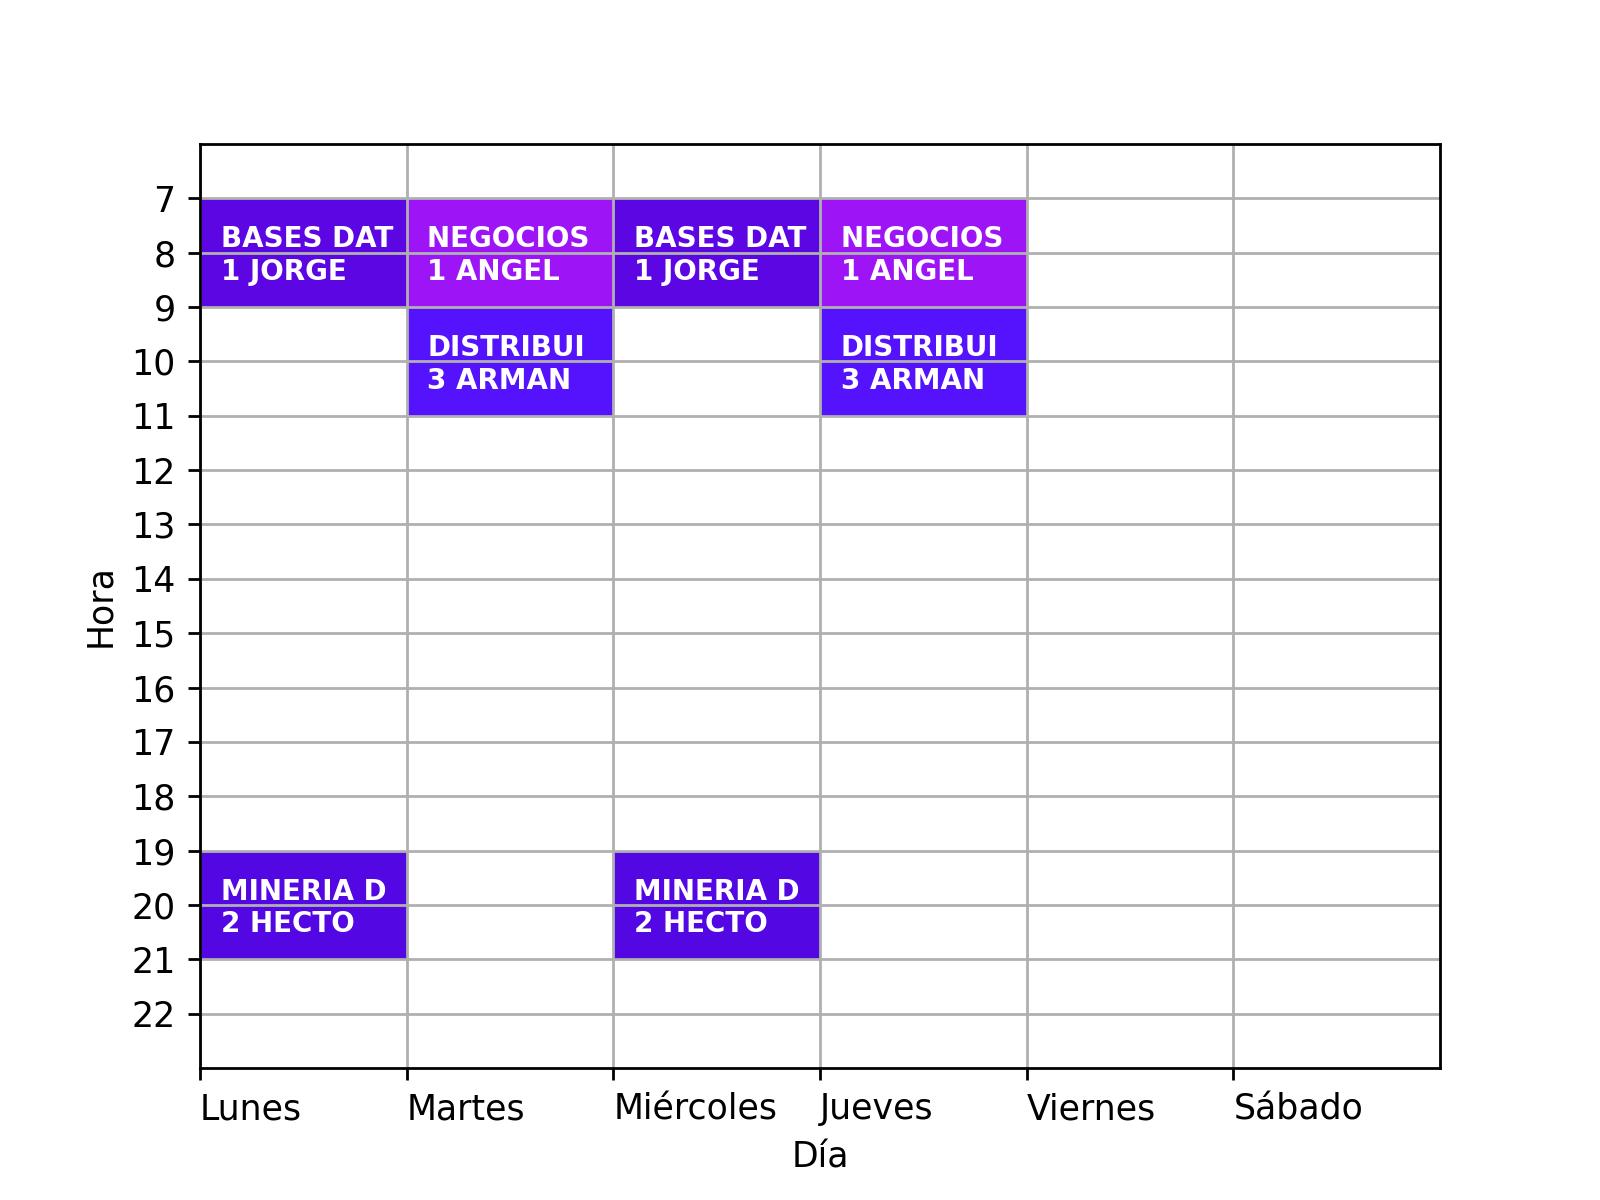 7
BASES DAT
1 JORGE
NEGOCIOS
1 ANGEL
BASES DAT
1 JORGE
NEGOCIOS
1 ANGEL
8
9
DISTRIBUI
3 ARMAN
DISTRIBUI
3 ARMAN
10
11
12
13
14
Hora
15
16
17
18
19
MINERIA D
2 HECTO
MINERIA D
2 HECTO
20
21
22
Lunes
Martes
Miércoles
Jueves
Viernes
Sábado
Día